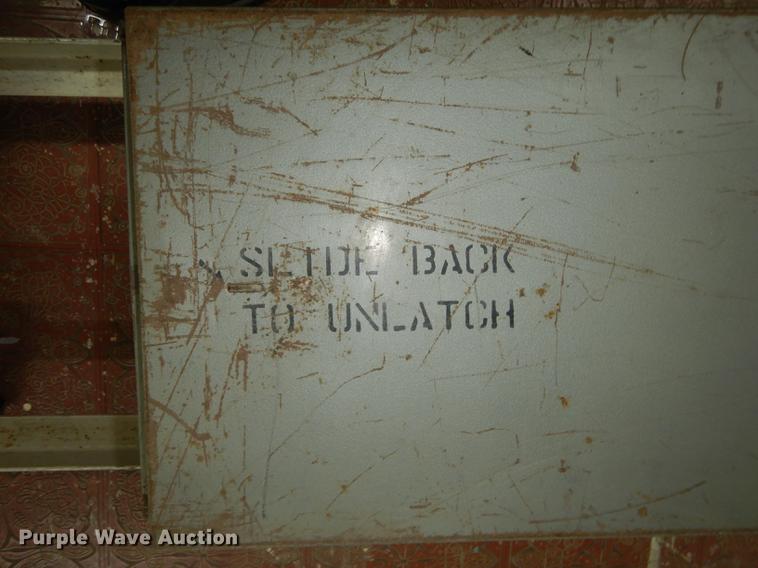 SLIDE BACK
TO UNLATCH
Purple Wave Auction